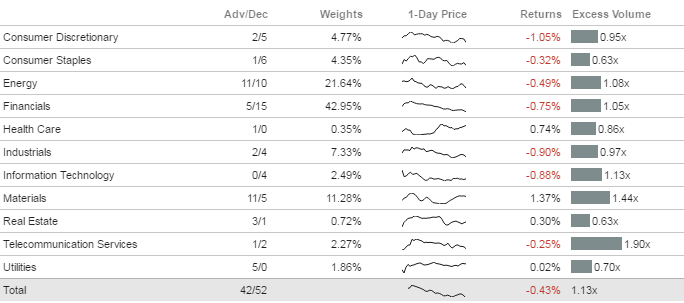 Adv/Dec Weights 1-Day Price Returns Excess Volume
Consumer Discretionary 2/5 4.77% -1.05% 0.95x
Consumer Staples 1/6 4.35% -0.32% 0.63x
Energy 11/10 21.64% -0.49% 1.08x
Financials 5/15 42.95% -0.75% 1.05x
Health Care 1/0 0.35% 0.74% 0.86x
Industrials 2/4 7.33% -0.90% 0.97x
Information Technology 0/4 2.49% -0.88% 1.13x
Materials 11/5 11.28% 1.37% 1.44x
Real Estate 3/1 0.72% 0.30% 0.63x
Telecommunication Services 1/2 2.27% -0.25% 1.90x
Utilities 5/0 1.86% 0.02% 0.70x
Total 42/52 -0.43% 1.13x